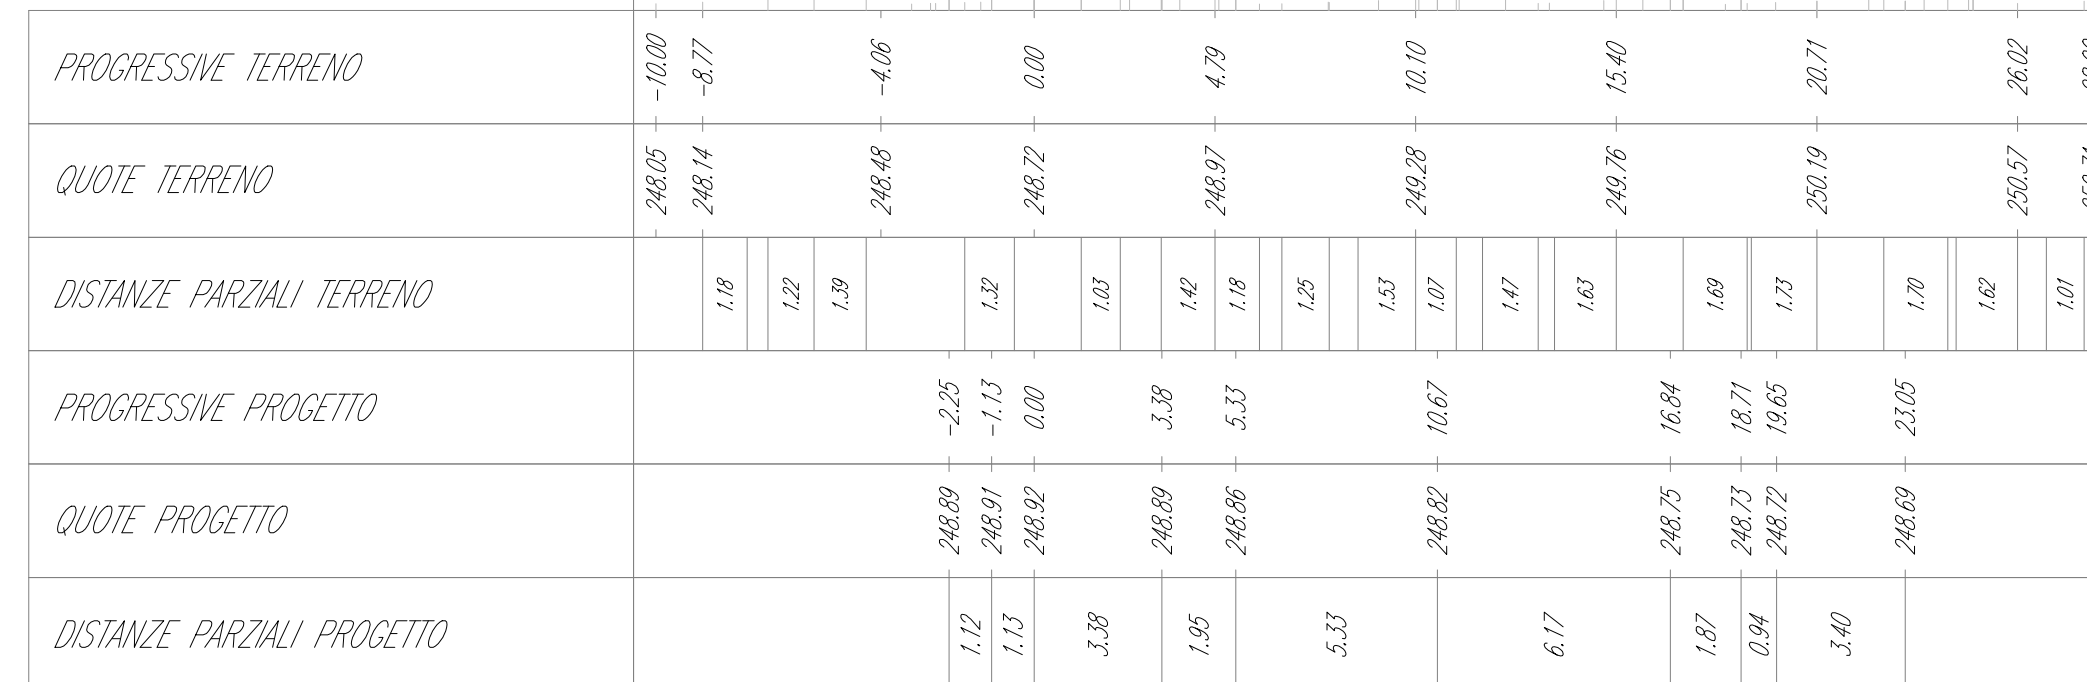 PROGRESSIVE TERRENO -10.00 -8.77 -4.06 0.00 4.79 10.10 15.40 20.71 26.02
QUOTE TERRENO 248.05 248.14 248.48 248.72 248.97 249.28 249.76 250.19 250.57
DISTANZE PARZIALI TERRENO 1.18 1.22 1.39 1.32 1.03 1.42 1.18 1.25 1.53 1.07 1.47 1.63 1.69 1.73 1.70 1.62 1.01
PROGRESSIVE PROGETTO -2.25 -1.13 0.00 3.38 5.33 10.67 16.84 18.71 19.65 23.05
QUOTE PROGETTO 248.89 248.91 248.92 248.89 248.86 248.82 248.75 248.73 248.72 248.69
DISTANZE PARZIALI PROGETTO 1.12 1.13 3.38 1.95 5.33 6.17 1.87 0.94 3.40